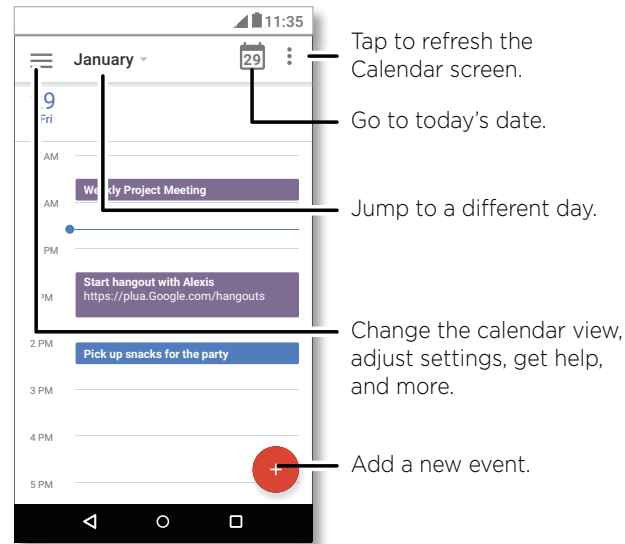 11:35
January
29
Tap to refresh the
Calendar screen.
9
Fri
Go to today's date.
AM
Weekly Project Meeting
AM
Jump to a different day.
PM
Start hangout with Alexis
https://plua.Google.com/hangouts
PM
Change the calendar view,
adjust settings, get help,
and more.
2 PM
Pick up snacks for the party
3 PM
4 PM
Add a new event.
5 PM